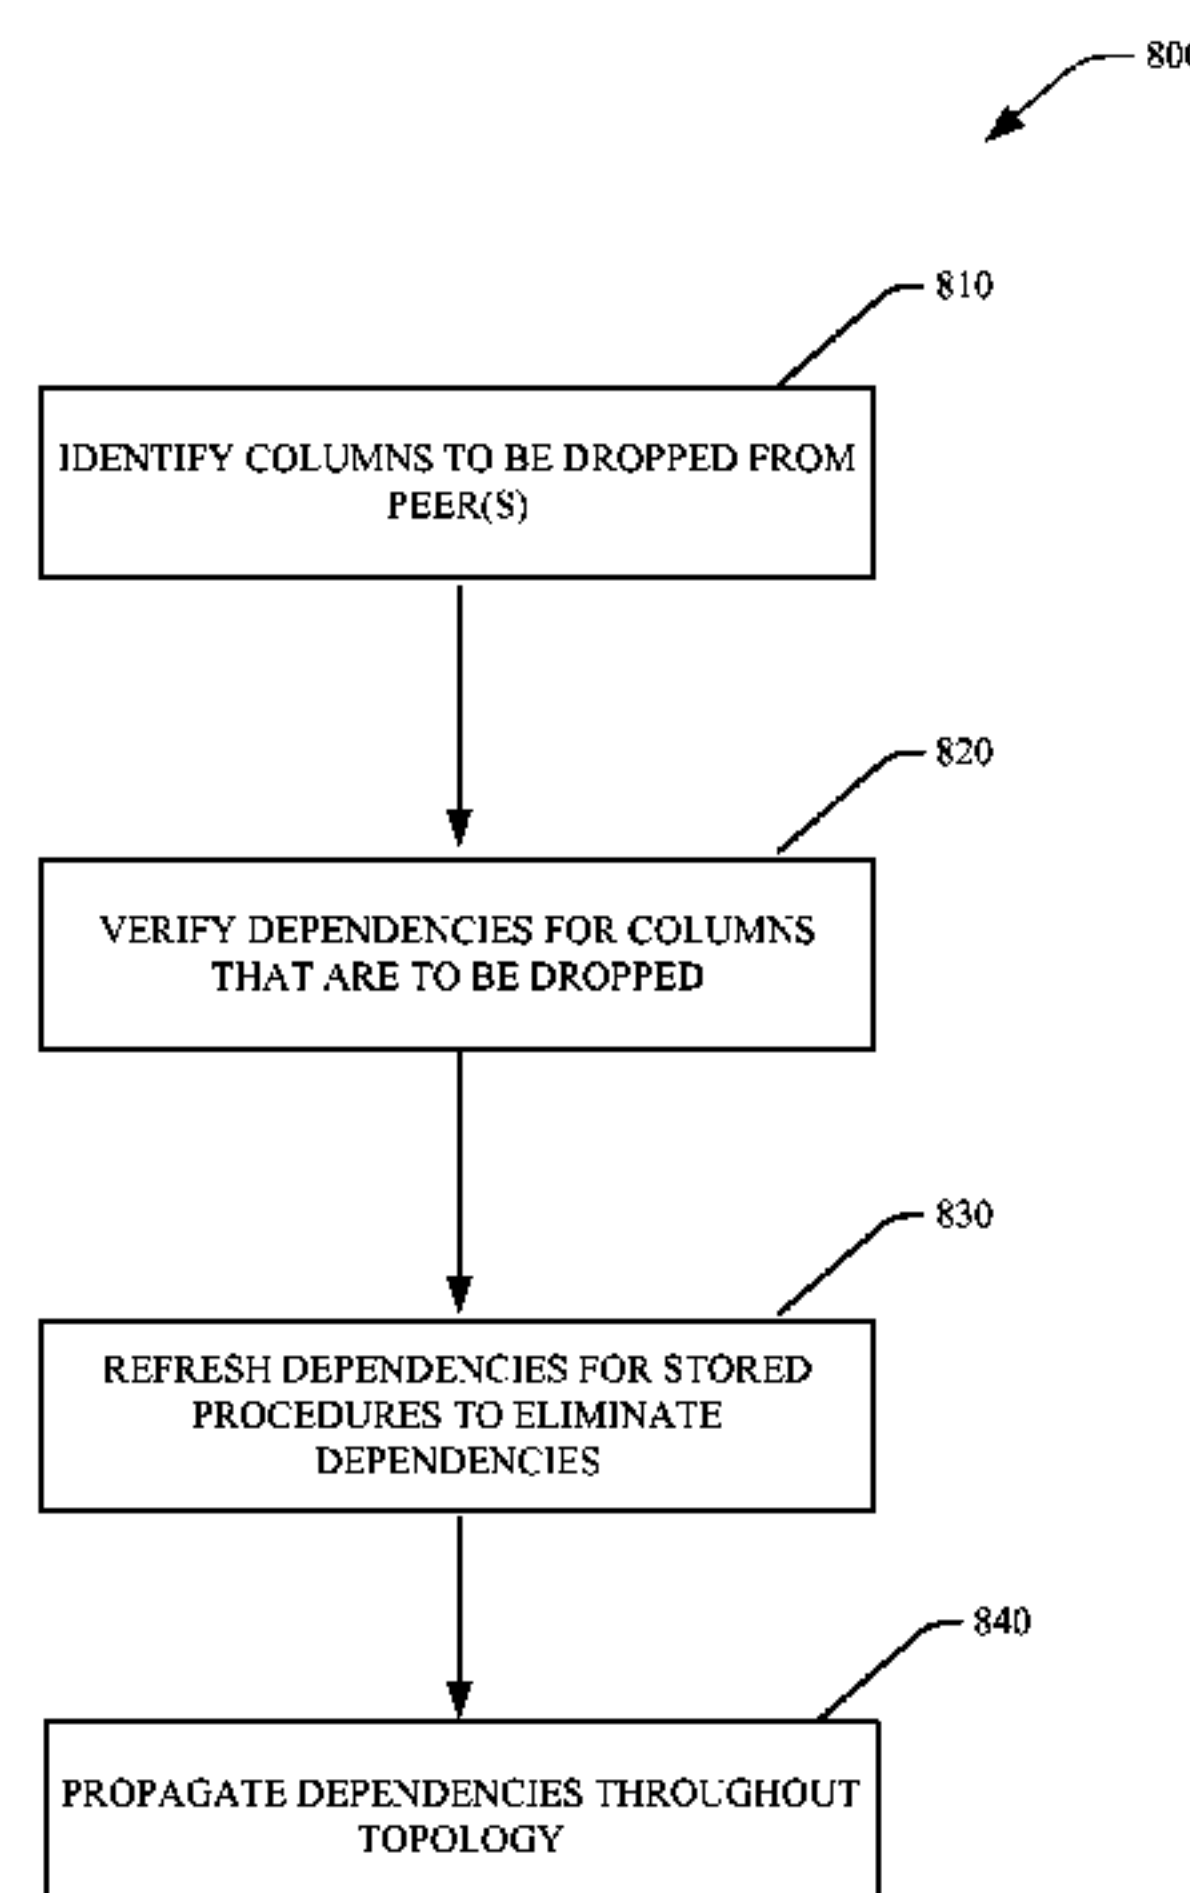 800
810
IDENTIFY COLUMNS TO BE DROPPED FROM
PEER(S)
820
VERIFY DEPENDENCIES FOR COLUMNS
THAT ARE TO BE DROPPED
830
REFRESH DEPENDENCIES FOR STORED
PROCEDURES TO ELIMINATE
DEPENDENCIES
840
PROPAGATE DEPENDENCIES THROUGHOUT
TOPOLOGY